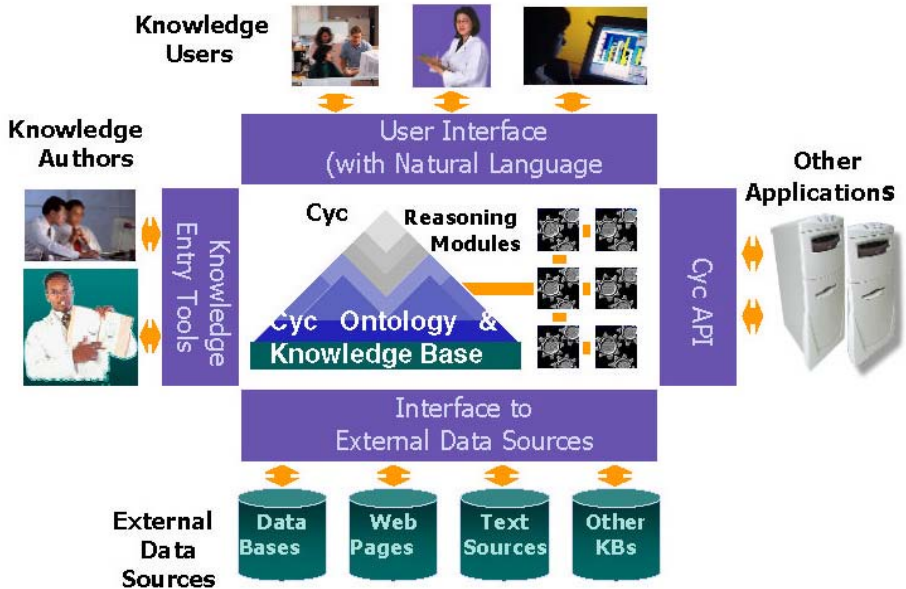 Knowledge
Users
User Interface
(with Natural Language
Knowledge
Authors
Knowledge
Entry Tools
Cyc
Reasoning
Modules
Cyc Ontology &
Knowledge Base
Cyc API
Other
Applications
Interface to
External Data Sources
External
Data
Sources
Data
Bases
Web
Pages
Text
Sources
Other
KBs